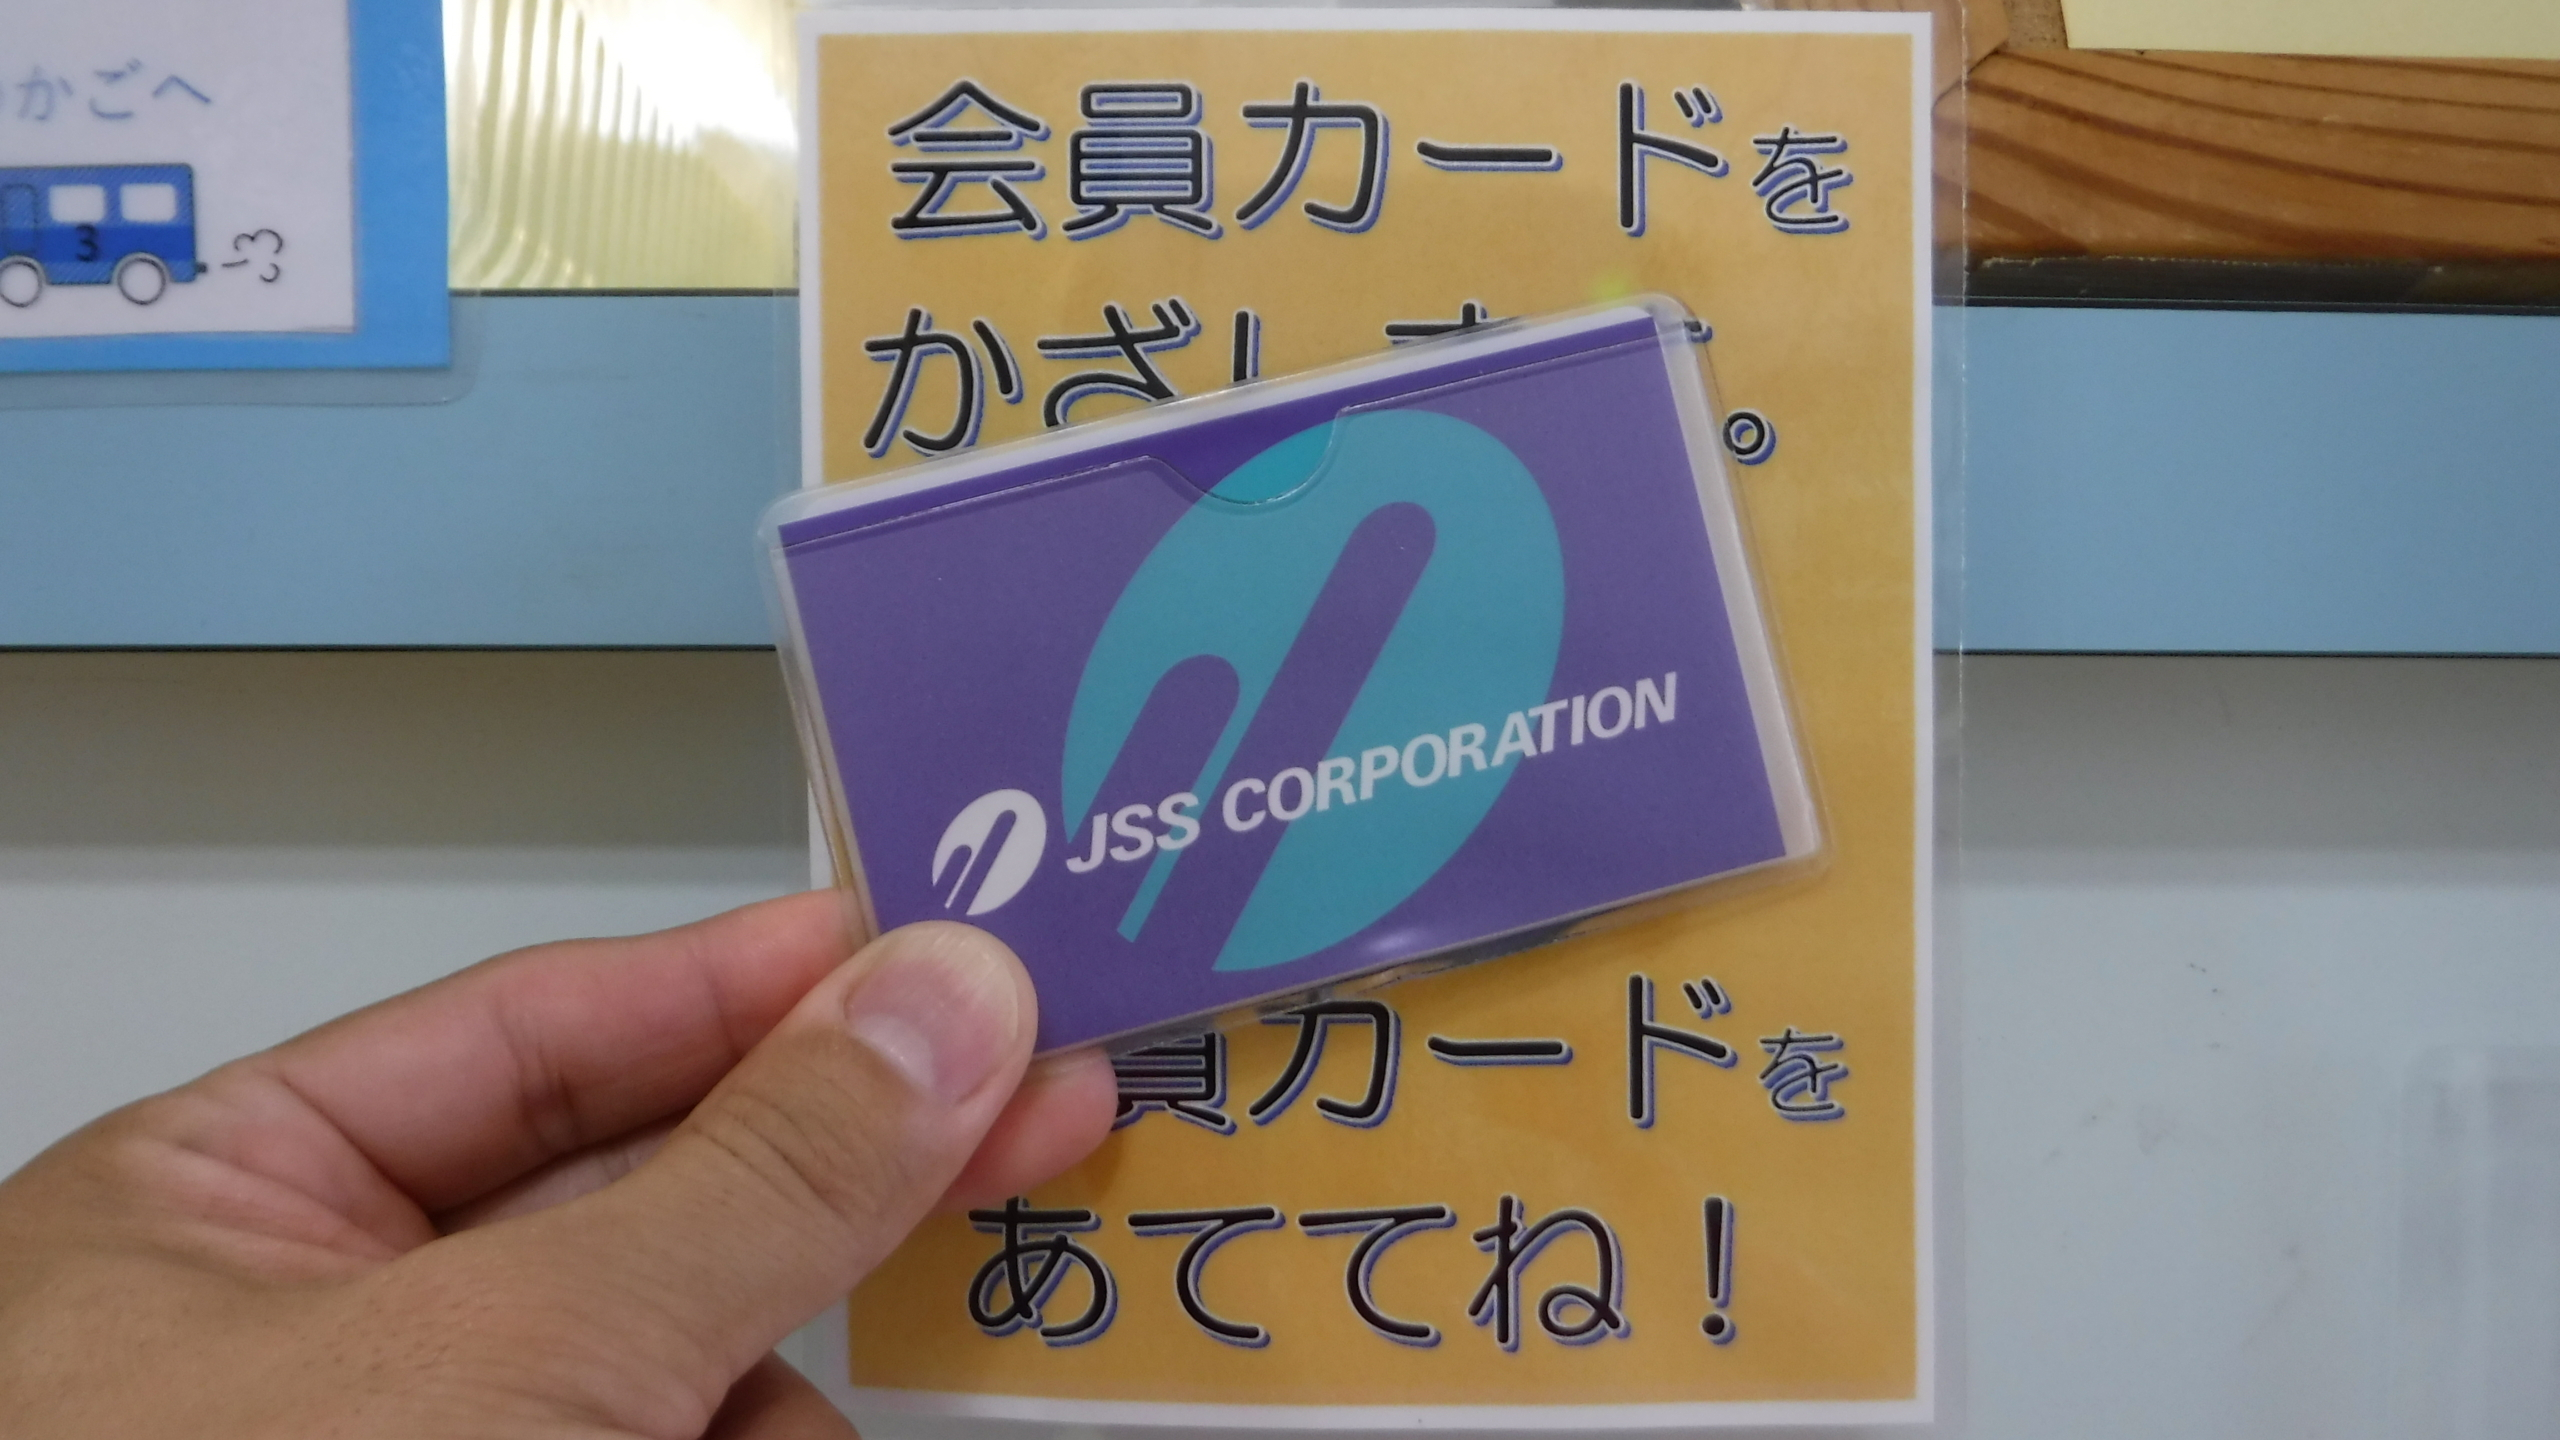 かごへ
3
会員カードを
かざし
。
JSS CORPORATION
員カードを
あててね！